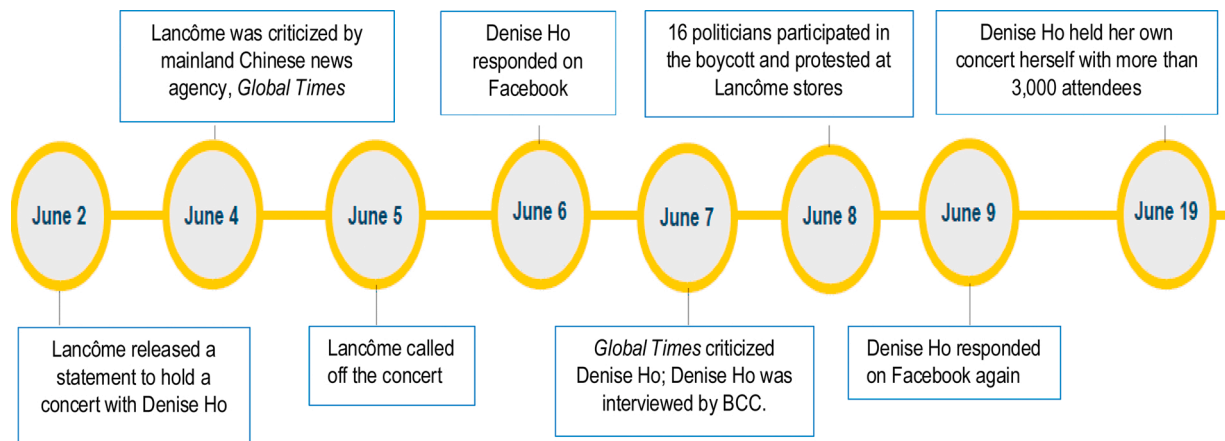 Lancôme was criticized by
mainland Chinese news
agency, Global Times
Denise Ho
responded on
Facebook
16 politicians participated in
the boycott and protested at
Lancôme stores
Denise Ho held her own
concert herself with more than
3,000 attendees
June 2
June 4
June 5
June 6
June 7
June 8
June 9
June 19
Lancôme released a
statement to hold a
concert with Denise Ho
Lancôme called
off the concert
Global Times criticized
Denise Ho; Denise Ho was
interviewed by BCC.
Denise Ho responded
on Facebook again